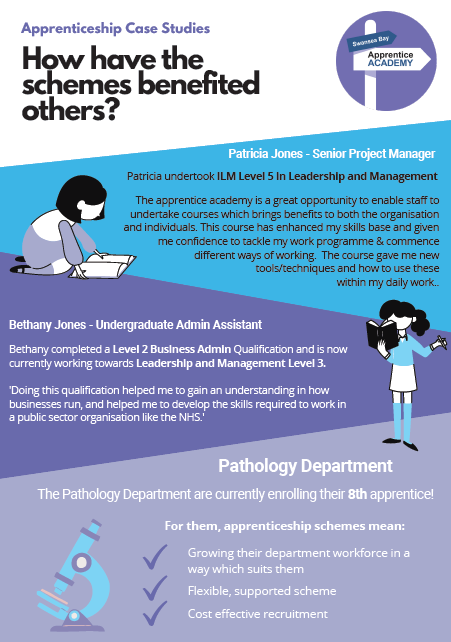 Apprenticeship Case Studies
How have the
schemes benefited
others?
Swansea Bay
Apprentice
ACADEMY
Patricia Jones - Senior Project Manager
Patricia undertook ILM Level 5 in Leadership and Management
The apprentice academy is a great opportunity to enable staff to
undertake courses which brings benefits to both the organisation
and individuals. This course has enhanced my skills base and given
me confidence to tackle my work programme & commence
different ways of working. The course gave me new
tools/techniques and how to use these
within my daily work..
Bethany Jones - Undergraduate Admin Assistant
Bethany completed a Level 2 Business Admin Qualification and is now
currently working towards Leadership and Management Level 3.
'Doing this qualification helped me to gain an understanding in how
businesses run, and helped me to develop the skills required to work in
a public sector organisation like the NHS.'
Pathology Department
The Pathology Department are currently enrolling their 8th apprentice!
For them, apprenticeship schemes mean:
Growing their department workforce in a
way which suits them
Flexible, supported scheme
Cost effective recruitment